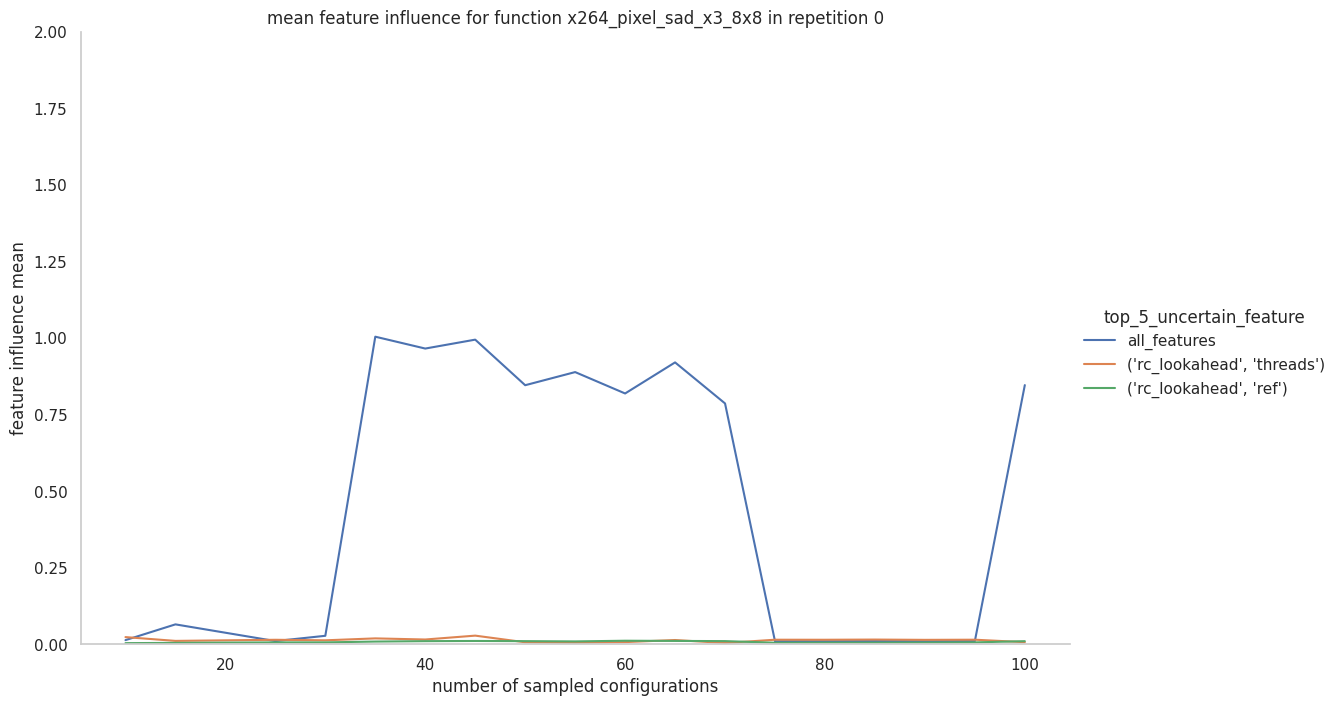 mean feature influence for function x264_pixel_sad_x3_8x8 in repetition 0
2.00
1.75
1.50
1.25
1.00
0.75
0.50
0.25
0.00
feature influence mean
20
40
60
80
100
number of sampled configurations
top_5_uncertain_feature
all_features
('rc_lookahead', 'threads')
('rc_lookahead', 'ref')